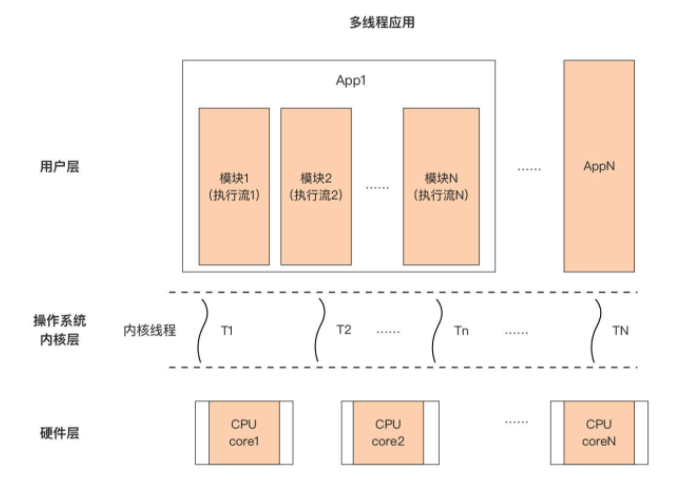 多线程应用
App1
用户层
模块1
(执行流1)
模块2
(执行流2)
......
模块N
(执行流N)
......
AppN
操作系统
内核层
内核线程
T1
T2
......
Tn
......
TN
硬件层
CPU
core1
CPU
core2
......
CPU
coreN